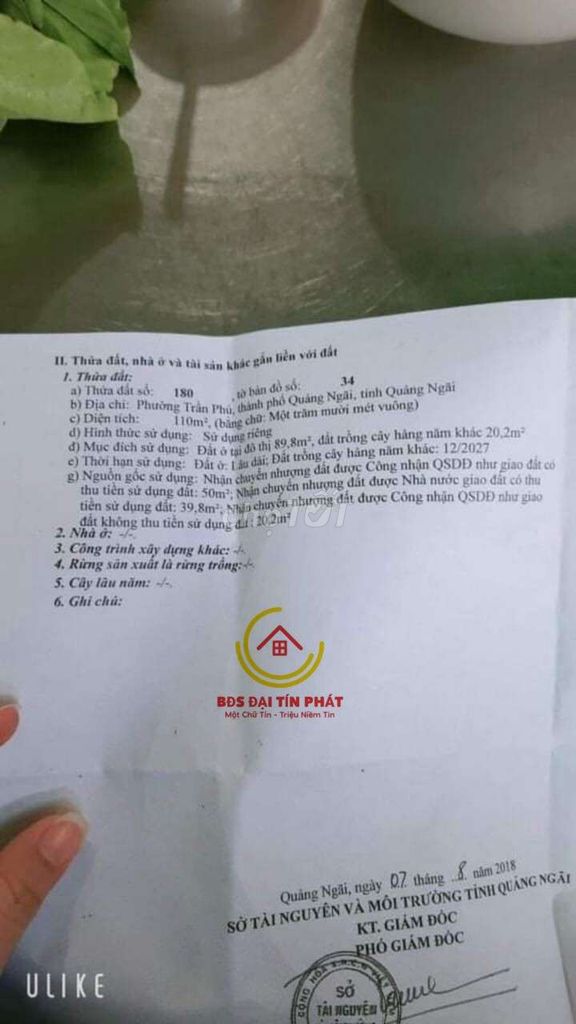 II. Thửa đất, nhà ở và tài sản khác gắn liền với đất
1. Thửa đất:
a) Thửa đất số: 180 , tờ bản đồ số: 34
b) Địa chỉ: Phường Trần Phú, thành phố Quảng Ngãi, tỉnh Quảng Ngãi
c) Diện tích: 110m², (bằng chữ: Một trăm mười mét vuông)
d) Hình thức sử dụng: Sử dụng riêng
đ) Mục đích sử dụng: Đất ở tại đô thị 89,8m², đất trồng cây hàng năm khác 20,2m²
e) Thời hạn sử dụng: Đất ở: Lâu dài; Đất trồng cây hàng năm khác: 12/2027
g) Nguồn gốc sử dụng: Nhận chuyển nhượng đất được Công nhận QSDĐ như giao đất có
thu tiền sử dụng đất: 50m²; Nhận chuyển nhượng đất được Nhà nước giao đất có thu
tiền sử dụng đất: 39,8m²; Nhận chuyển nhượng đất được Công nhận QSDĐ như giao
đất không thu tiền sử dụng đất: 20,2m²
2. Nhà ở: -/-.
3. Công trình xây dựng khác: -/-.
4. Rừng sản xuất là rừng trồng:-/-.
5. Cây lâu năm: -/-.
6. Ghi chú:
BĐS ĐẠI TÍN PHÁT
Một Chữ Tín - Triệu Niềm Tin
Quảng Ngãi, ngày 07 tháng 8 năm 2018
SỞ TÀI NGUYÊN VÀ MÔI TRƯỜNG TỈNH QUẢNG NGÃI
KT. GIÁM ĐỐC
PHÓ GIÁM ĐỐC
SỞ
TÀI NGUYÊN
ULIKE